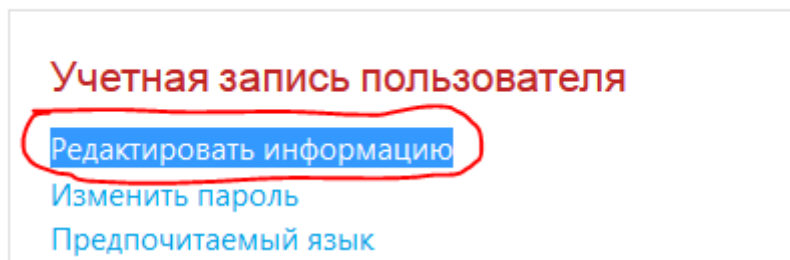 Учетная запись пользователя
Редактировать информацию
Изменить пароль
Предпочитаемый язык